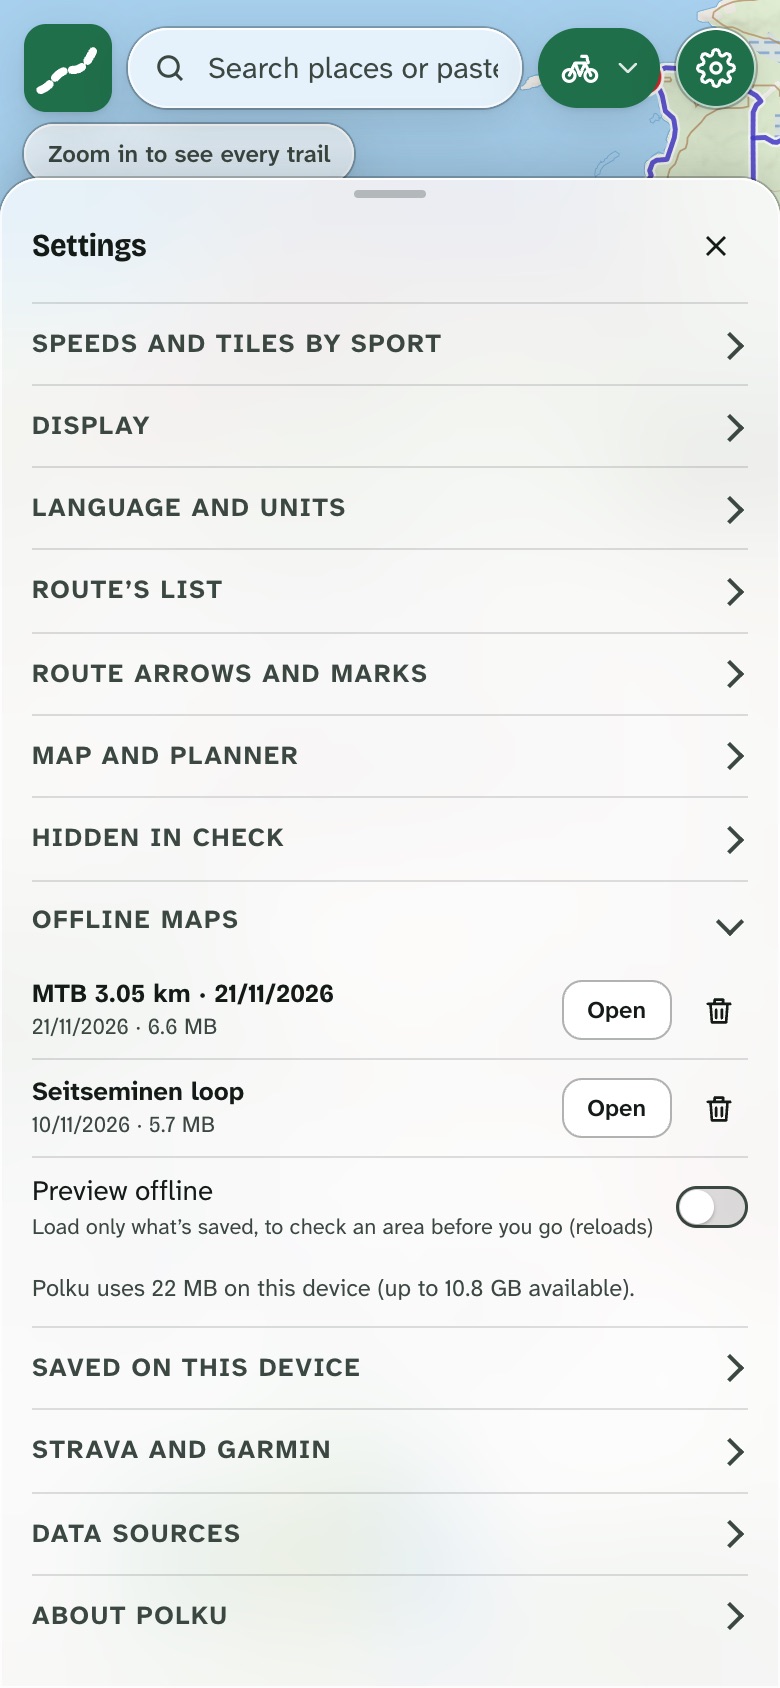 Search places or paste
Zoom in to see every trail
Settings
SPEEDS AND TILES BY SPORT
DISPLAY
LANGUAGE AND UNITS
ROUTE’S LIST
ROUTE ARROWS AND MARKS
MAP AND PLANNER
HIDDEN IN CHECK
OFFLINE MAPS
MTB 3.05 km · 21/11/2026
Open
21/11/2026 · 6.6 MB
Seitseminen loop
Open
10/11/2026 · 5.7 MB
Preview offline
Load only what’s saved, to check an area before you go (reloads)
Polku uses 22 MB on this device (up to 10.8 GB available).
SAVED ON THIS DEVICE
STRAVA AND GARMIN
DATA SOURCES
ABOUT POLKU